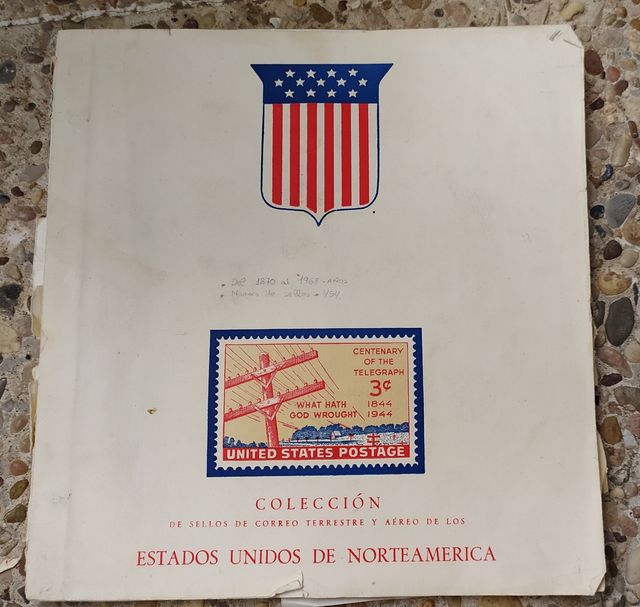 • Del 1870 al 1968 - AÑOS
• Numero de sellos = 454
CENTENARY
OF THE
TELEGRAPH
3¢
WHAT HATH
GOD WROUGHT
1844
1944
UNITED STATES POSTAGE
COLECCIÓN
DE SELLOS DE CORREO TERRESTRE Y AÉREO DE LOS
ESTADOS UNIDOS DE NORTEAMERICA